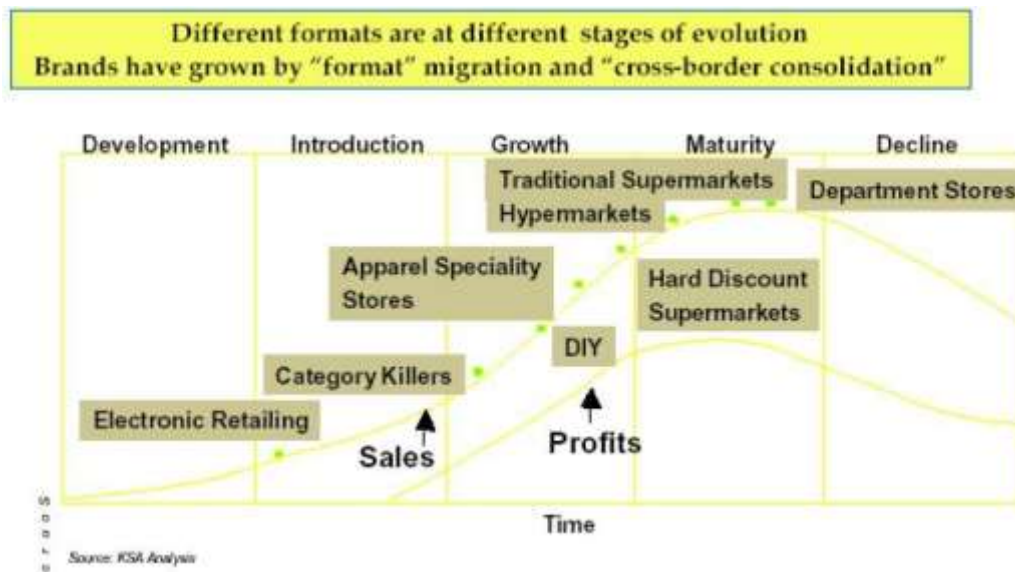 Different formats are at different stages of evolution
Brands have grown by “format” migration and “cross-border consolidation”
Development
Introduction
Growth
Maturity
Decline
Traditional Supermarkets
Hypermarkets
Department Stores
Apparel Speciality
Stores
Hard Discount
Supermarkets
DIY
Category Killers
Electronic Retailing
Sales
Profits
Time
Source: KSA Analysis